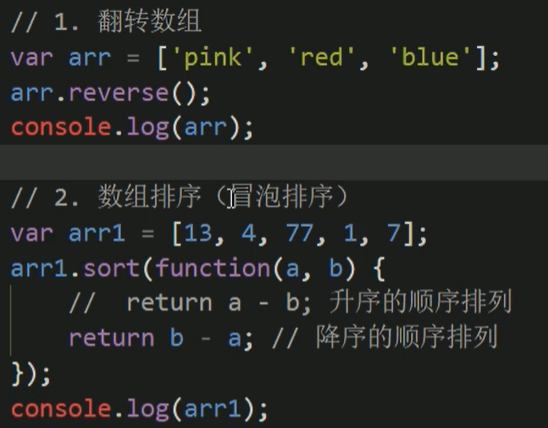 // 1. 翻转数组
var arr = ['pink', 'red', 'blue'];
arr.reverse();
console.log(arr);
// 2. 数组排序（冒泡排序）
var arr1 = [13, 4, 77, 1, 7];
arr1.sort(function(a, b) {
    //  return a - b; 升序的顺序排列
    return b - a; // 降序的顺序排列
});
console.log(arr1);